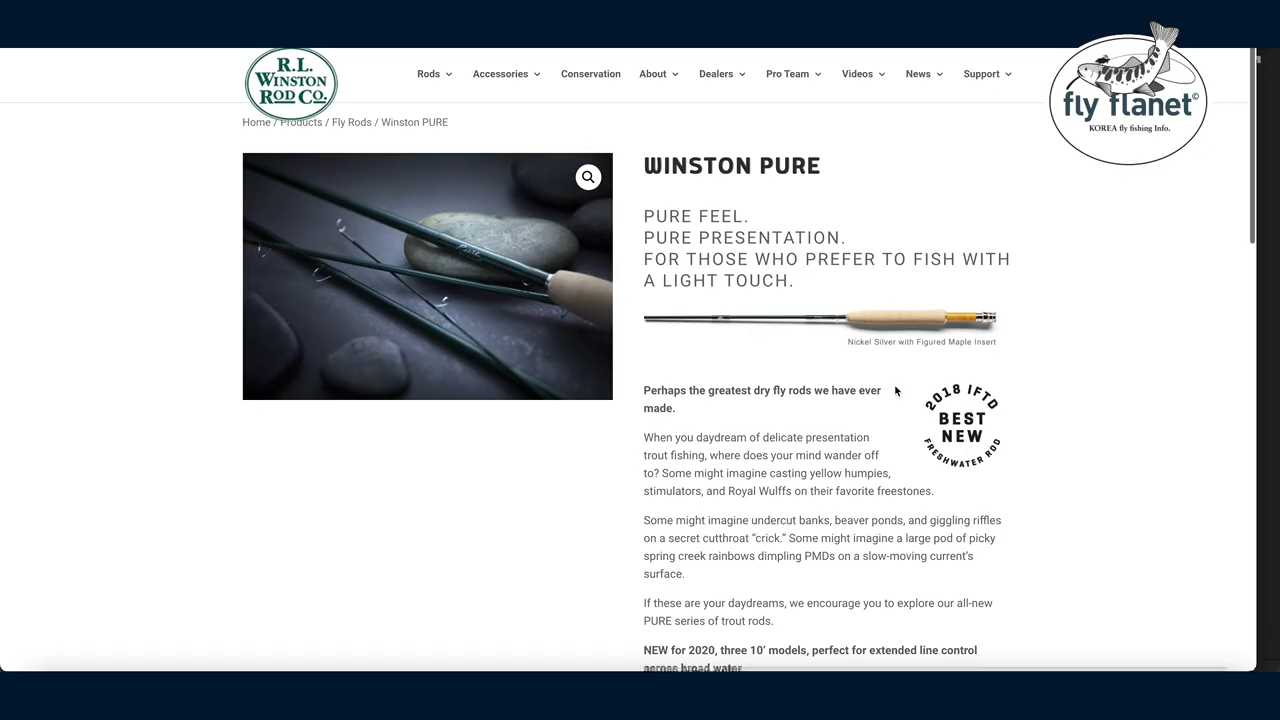 R.L.
WINSTON
ROD CO.
Rods
Accessories
Conservation
About
Dealers
Pro Team
Videos
News
Support
fly flanet©
KOREA fly fishing Info.
Home / Products / Fly Rods / Winston PURE
WINSTON PURE
PURE FEEL.
PURE PRESENTATION.
FOR THOSE WHO PREFER TO FISH WITH
A LIGHT TOUCH.
Pure
Nickel Silver with Figured Maple Insert
Perhaps the greatest dry fly rods we have ever
made.
2018 IFTD
BEST
NEW
FRESHWATER ROD
When you daydream of delicate presentation
trout fishing, where does your mind wander off
to? Some might imagine casting yellow humpies,
stimulators, and Royal Wulffs on their favorite freestones.
Some might imagine undercut banks, beaver ponds, and giggling riffles
on a secret cutthroat “crick.” Some might imagine a large pod of picky
spring creek rainbows dimpling PMDs on a slow-moving current’s
surface.
If these are your daydreams, we encourage you to explore our all-new
PURE series of trout rods.
NEW for 2020, three 10’ models, perfect for extended line control
across broad water